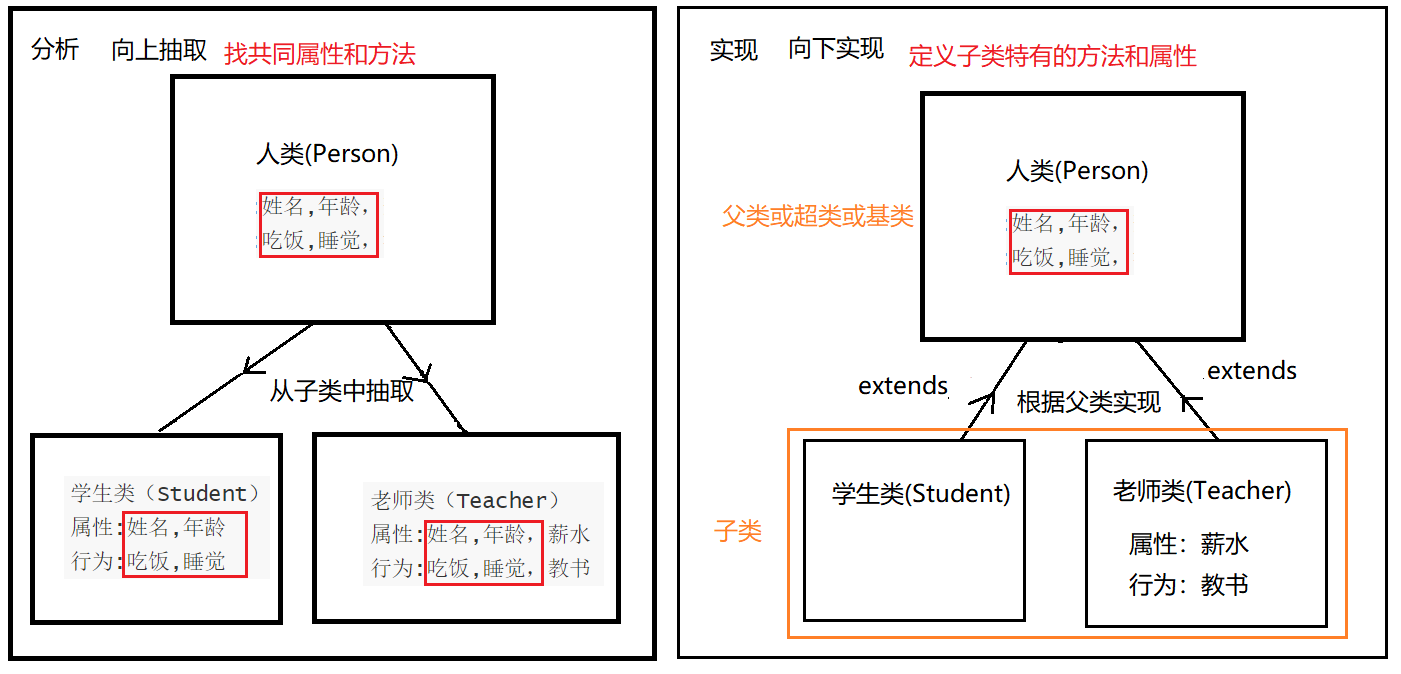 分析 向上抽取 找共同属性和方法
人类(Person)
:姓名,年龄,
:吃饭,睡觉,
从子类中抽取
学生类（Student）
属性:姓名,年龄
行为:吃饭,睡觉
老师类（Teacher）
属性:姓名,年龄, 薪水
行为:吃饭,睡觉, 教书
实现 向下实现 定义子类特有的方法和属性
人类(Person)
父类或超类或基类
:姓名,年龄,
:吃饭,睡觉,
extends
extends
根据父类实现
子类
学生类(Student)
老师类(Teacher)
属性：薪水
行为：教书